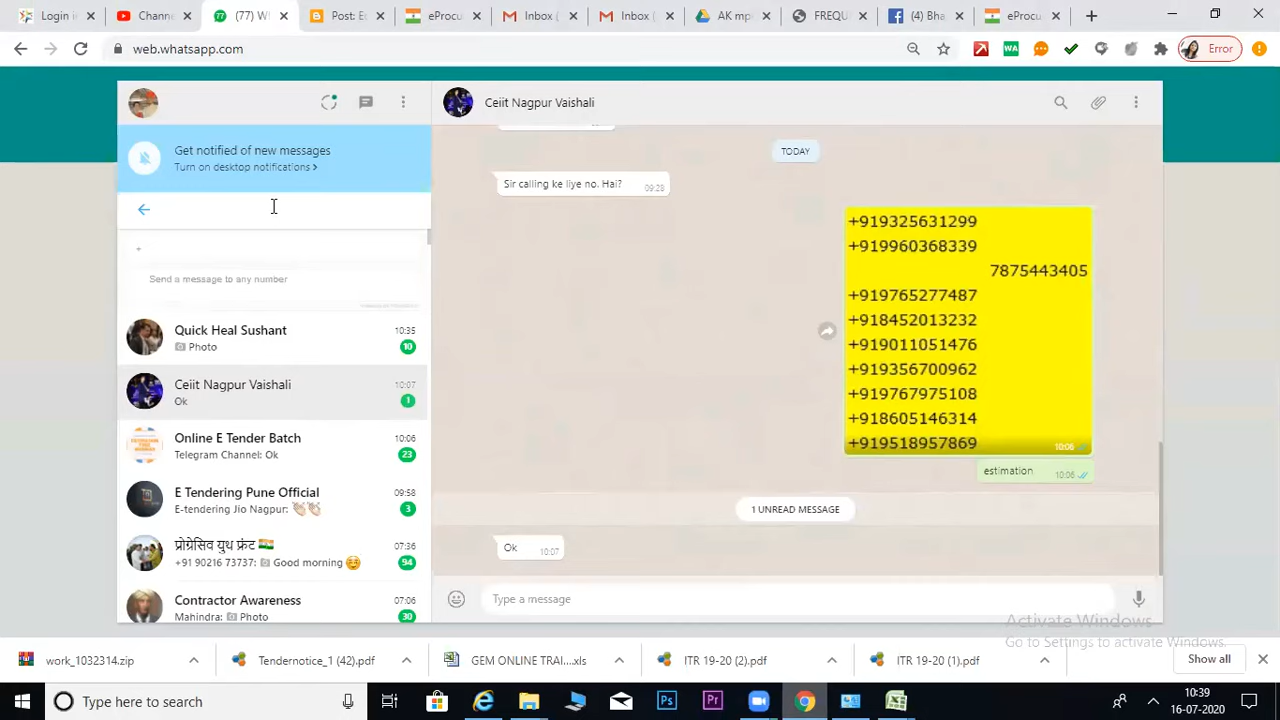 Login in
Channe
(77) W
Post: E
eProcu
Inbox (
Inbox
AK mp
FREQU
(4) Bha
eProcu
web.whatsapp.com
WA
Error
Ceiit Nagpur Vaishali
Get notified of new messages
Turn on desktop notifications >
TODAY
Sir calling ke liye no. Hai? 09:28
+
Send a message to any number
+919325631299
+919960368339
7875443405
+919765277487
+918452013232
+919011051476
+919356700962
+919767975108
+918605146314
+919518957869
10:06
estimation 10:06
1 UNREAD MESSAGE
Ok 10:07
Type a message
Quick Heal Sushant 10:35
Photo 10
Ceiit Nagpur Vaishali 10:07
Ok 1
Online E Tender Batch 10:06
Telegram Channel: Ok 23
E Tendering Pune Official 09:58
E-tendering Jio Nagpur: 👏🏻👏🏻 3
प्रोग्रेसिव युथ फ्रंट 🇮🇳 07:36
+91 90216 73737: Good morning ☺️ 94
Contractor Awareness 07:06
Mahindra: Photo 30
Activate Windows
Go to Settings to activate Windows.
work_1032314.zip
Tendernotice_1 (42).pdf
GEM ONLINE TRAI....xls
ITR 19-20 (2).pdf
ITR 19-20 (1).pdf
Show all
Type here to search
Ps
Pr
10:39
16-07-2020